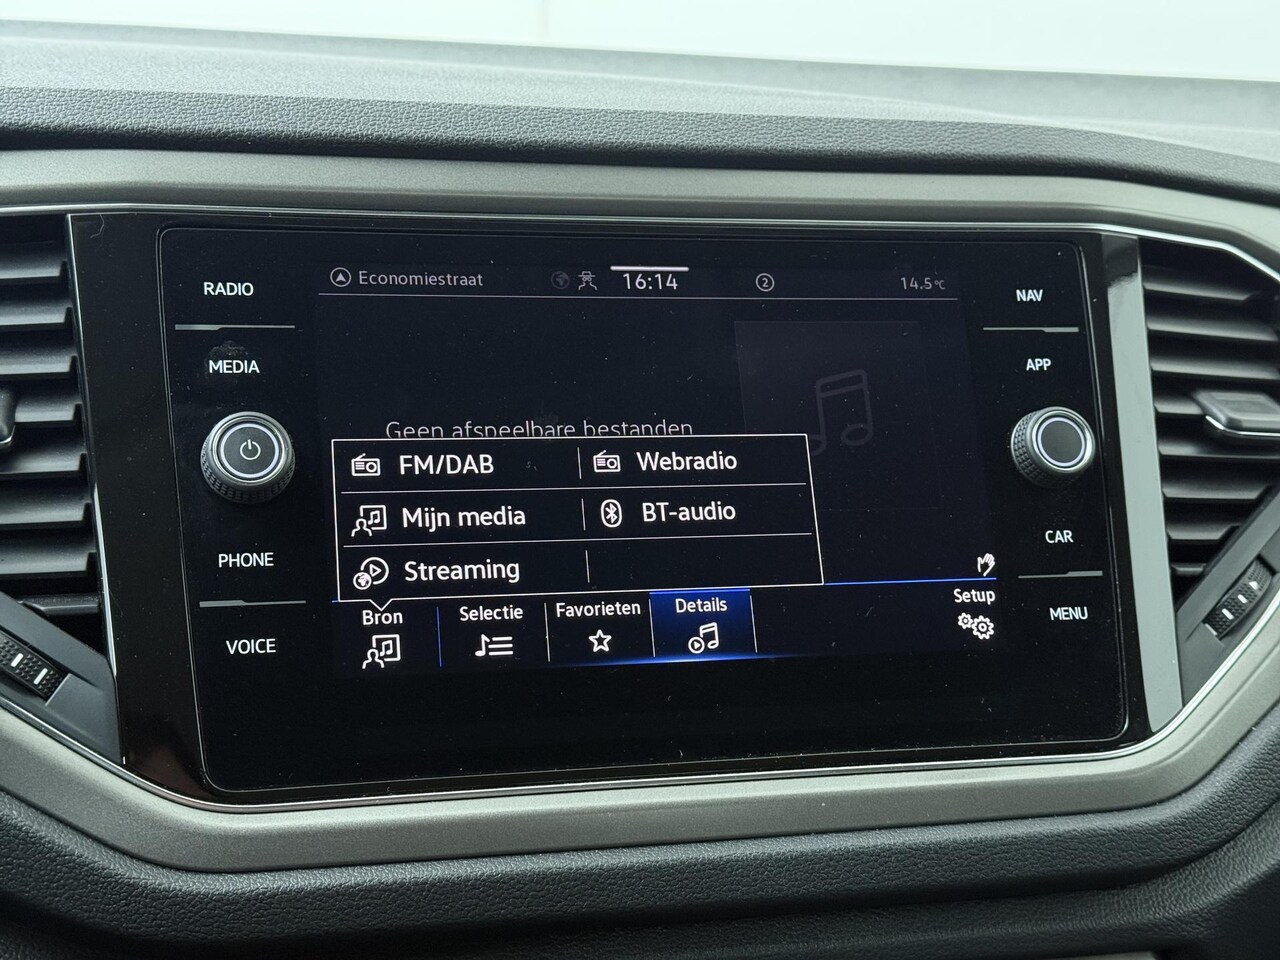 RADIO
MEDIA
PHONE
VOICE
Economiestraat
16:14
2
14.5°C
Geen afspeelbare bestanden
FM/DAB
Webradio
Mijn media
BT-audio
Streaming
Bron
Selectie
Favorieten
Details
Setup
NAV
APP
CAR
MENU